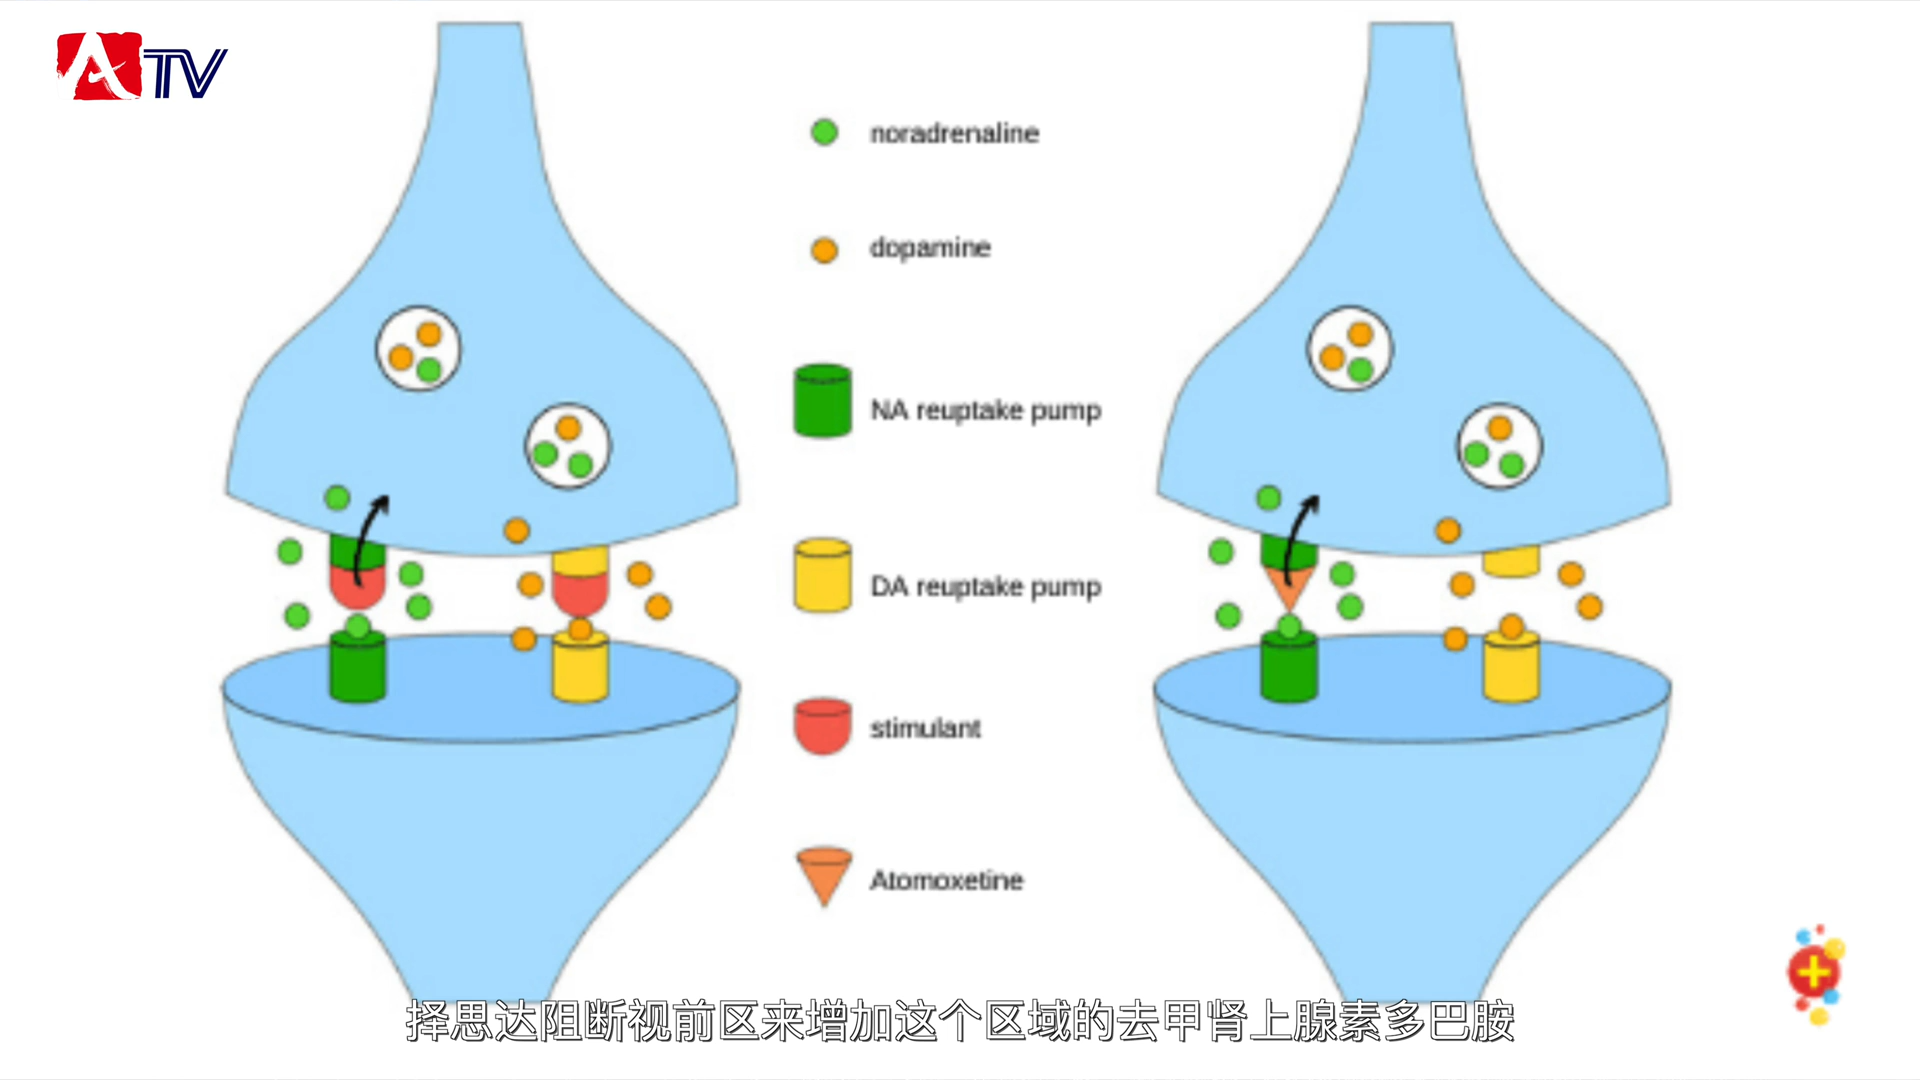 ATV
noradrenaline
dopamine
NA reuptake pump
DA reuptake pump
stimulant
Atomoxetine
择思达阻断视前区来增加这个区域的去甲肾上腺素多巴胺